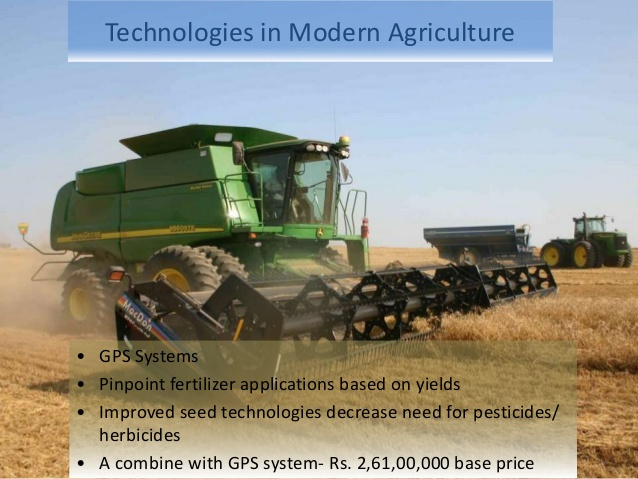 Technologies in Modern Agriculture
MacDon
• GPS Systems
• Pinpoint fertilizer applications based on yields
• Improved seed technologies decrease need for pesticides/
herbicides
• A combine with GPS system- Rs. 2,61,00,000 base price